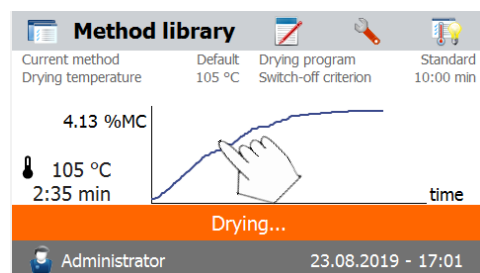 Method library
Current method Default Drying program Standard
Drying temperature 105 °C Switch-off criterion 10:00 min
4.13 %MC
105 °C
2:35 min
time
Drying...
Administrator 23.08.2019 - 17:01